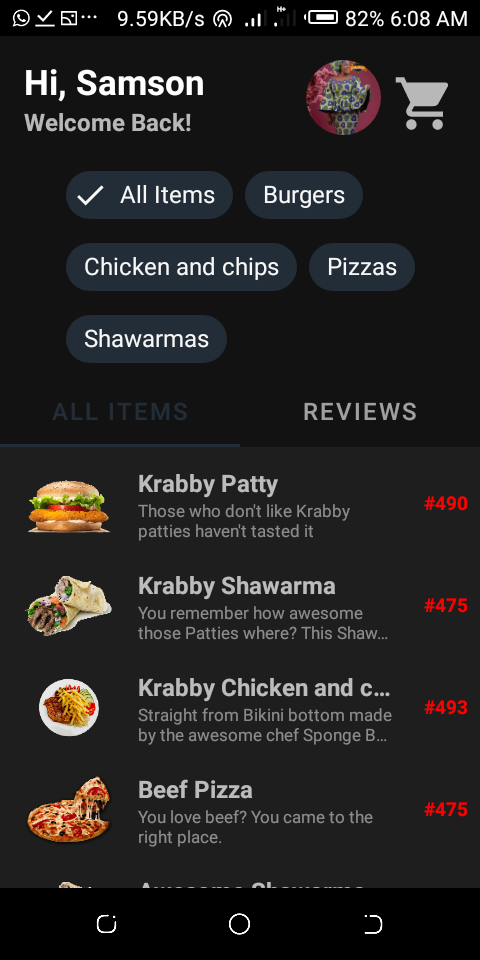 9.59KB/s H+ 82% 6:08 AM
Hi, Samson
Welcome Back!
All Items Burgers
Chicken and chips Pizzas
Shawarmas
ALL ITEMS REVIEWS
Krabby Patty
Those don't like Krabby
patties haven't tasted it
#490
Krabby Shawarma
You remember how awesome
those Patties where? This Shaw...
#475
Krabby Chicken and c...
Straight from Bikini bottom made
by the awesome chef Sponge B...
#493
Beef Pizza
You love beef? You came to the
right place.
#475
Awesome Shawarma